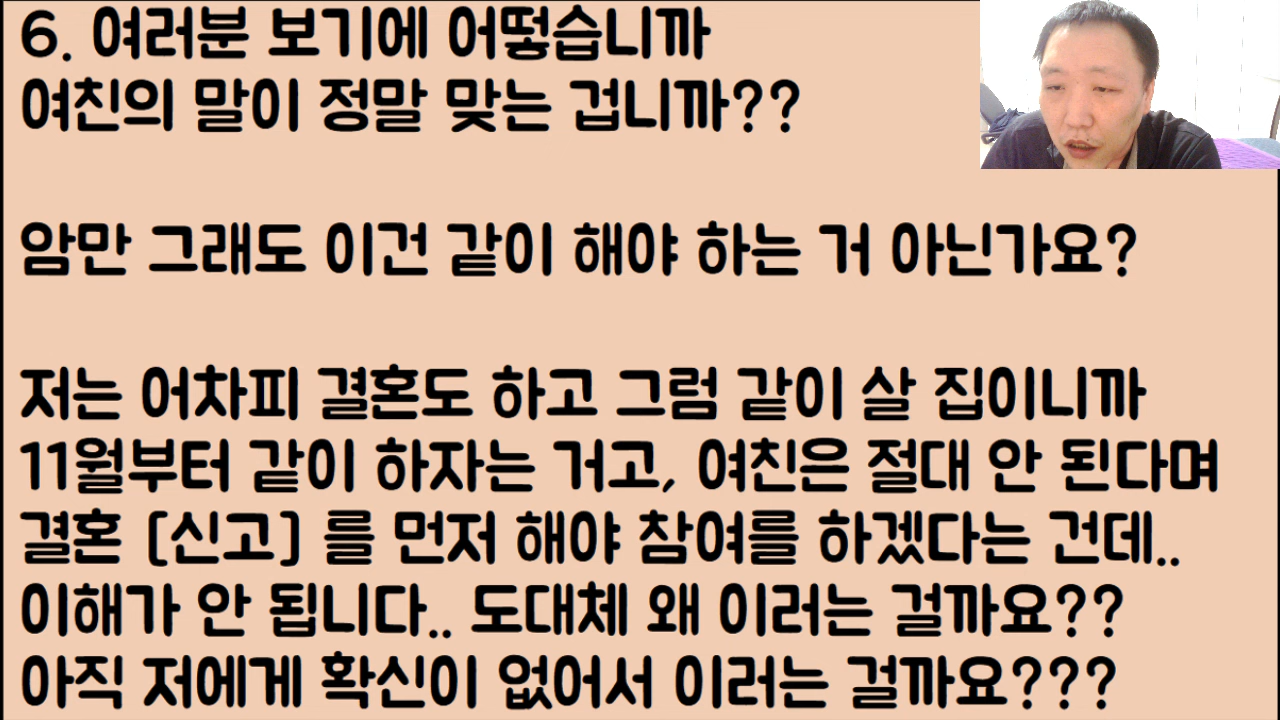 6. 여러분 보기에 어떻습니까
여친의 말이 정말 맞는 겁니까??
암만 그래도 이건 같이 해야 하는 거 아닌가요?
저는 어차피 결혼도 하고 그럼 같이 살 집이니까
11월부터 같이 하자는 거고, 여친은 절대 안 된다며
결혼 [신고] 를 먼저 해야 참여를 하겠다는 건데..
이해가 안 됩니다.. 도대체 왜 이러는 걸까요??
아직 저에게 확신이 없어서 이러는 걸까요???